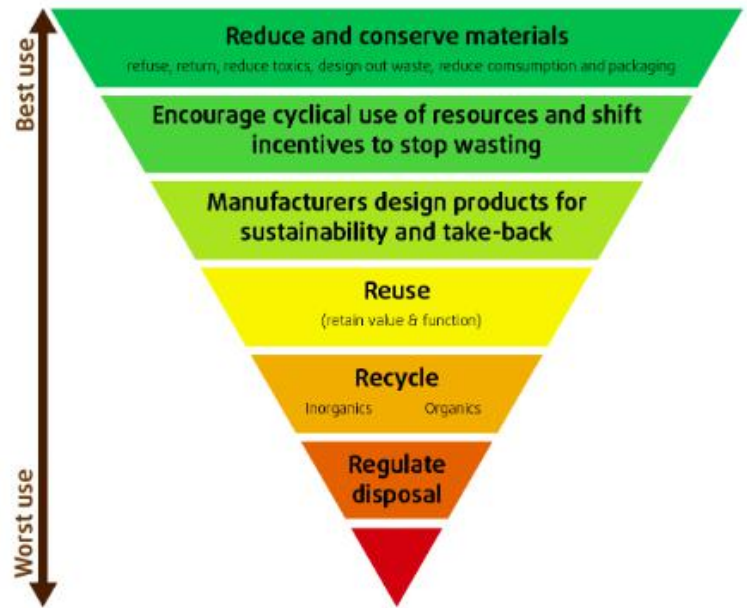 Reduce and conserve materials
refuse, return, reduce toxics, design out waste, reduce comsumption and packaging
Encourage cyclical use of resources and shift
incentives to stop wasting
Manufacturers design products for
sustainability and take-back
Reuse
(retain value & function)
Recycle
Inorganics Organics
Regulate
disposal
Best use
Worst use